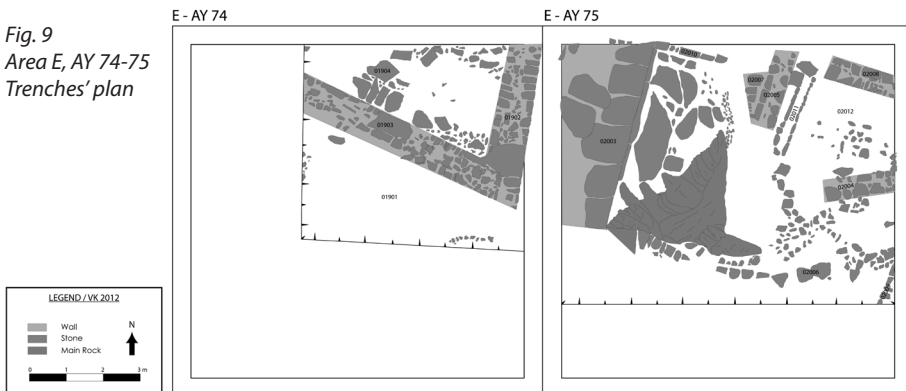 Fig. 9
Area E, AY 74-75
Trenches' plan
E - AY 74
E - AY 75
01904
01903
01902
01901
02010
02003
02007
02005
02011
02008
02012
02004
02006
LEGEND / VK 2012
Wall
Stone
Main Rock
N
0 1 2 3 m